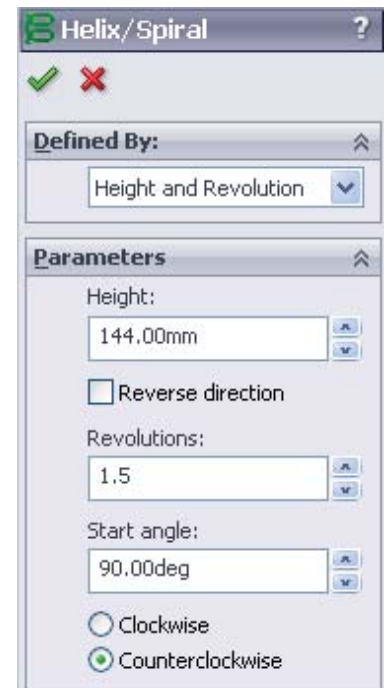 Helix/Spiral ?
Defined By:
Height and Revolution
Parameters
Height:
144.00mm
Reverse direction
Revolutions:
1.5
Start angle:
90.00deg
Clockwise
Counterclockwise